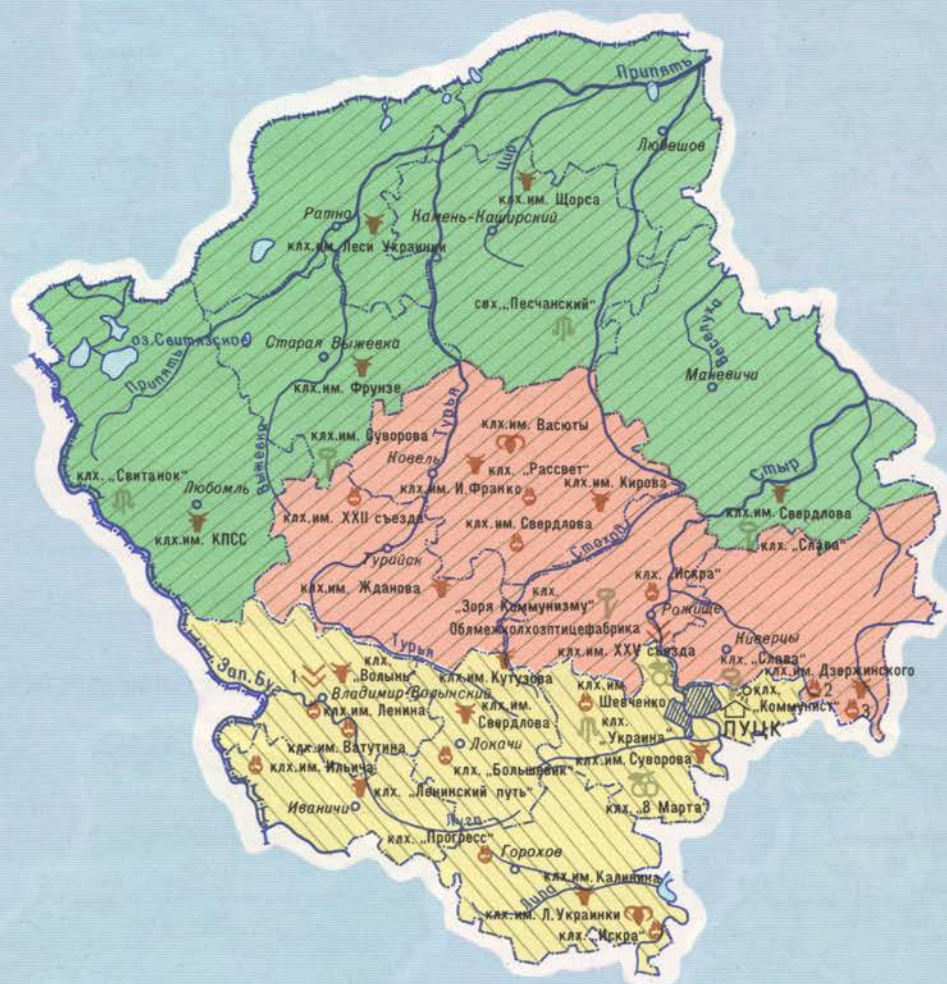 Припять
Любешов
Цир
клх.им. Щорса
Ратно
Камень-Каширский
клх.им. Леси Украинки
свх. „Песчанский"
оз. Свитязское
Старая Выжевка
Веселуха
Припять
клх.им. Фрунзе
Маневичи
Турья
клх.им. Васюты
клх.им. Суворова
Выжевка
Ковель
клх. „Рассвет"
клх. „Свитанок"
клх.им. И.Франко
клх.им. Кирова
Стыр
Любомль
клх.им. XXII съезда
клх.им. Свердлова
клх.им. Свердлова
клх.им. КПСС
Стоход
клх. „Слава"
Турийск
клх. „Искра"
клх.им. Жданова
клх.
„Зоря Коммунизму"
Рожище
Облмежколхозптицефабрика
Киверцы
Турья
клх.им. XXV съезда
клх. „Слава"
Зап. Буг
клх.
„Волынь"
клх.им. Кутузова
клх.им. Дзержинского
1
Владимир-Волынский
клх.им.
Свердлова
клх.им.
Шевченко
клх.
„Коммунист"
2
3
клх.им. Ленина
ЛУЦК
клх.
„Украина"
клх.им. Ватутина
Локачи
клх.им. Суворова
клх.им. Ильича
клх. „Большевик"
клх. „Ленинский путь"
Иваничи
клх. „8 Марта"
Луга
клх. „Прогресс"
Горохов
клх.им. Калинина
Липа
клх.им. Л.Украинки
клх. „Искра"